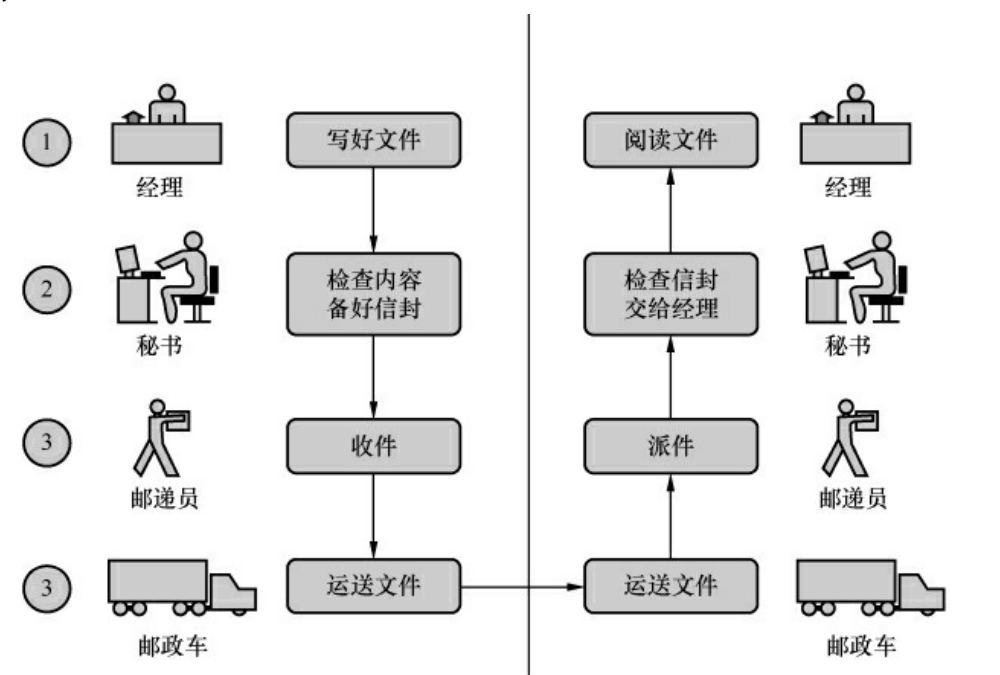 1
经理
写好文件
阅读文件
经理
2
秘书
检查内容
备好信封
检查信封
交给经理
秘书
3
邮递员
收件
派件
邮递员
3
邮政车
运送文件
运送文件
邮政车